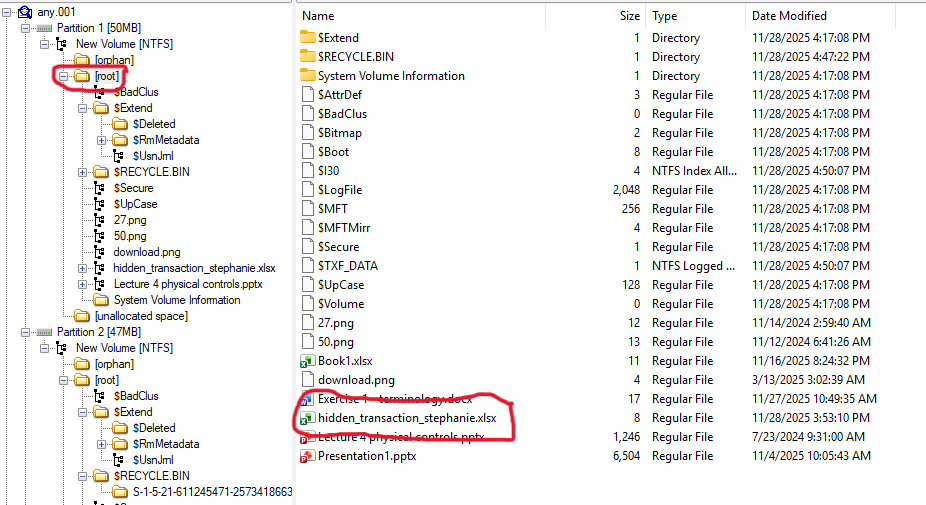 any.001
Partition 1 [50MB]
New Volume [NTFS]
[orphan]
[root]
$BadClus
$Extend
$Deleted
$RmMetadata
$UsnJrnl
$RECYCLE.BIN
$Secure
$UpCase
27.png
50.png
download.png
hidden_transaction_stephanie.xlsx
Lecture 4 physical controls.pptx
System Volume Information
[unallocated space]
Partition 2 [47MB]
New Volume [NTFS]
[orphan]
[root]
$BadClus
$Extend
$Deleted
$RmMetadata
$UsnJrnl
$RECYCLE.BIN
S-1-5-21-611245471-2573418663
Name Size Type Date Modified
$Extend 1 Directory 11/28/2025 4:17:08 PM
$RECYCLE.BIN 1 Directory 11/28/2025 4:47:22 PM
System Volume Information 1 Directory 11/28/2025 4:17:08 PM
$AttrDef 3 Regular File 11/28/2025 4:17:08 PM
$BadClus 0 Regular File 11/28/2025 4:17:08 PM
$Bitmap 2 Regular File 11/28/2025 4:17:08 PM
$Boot 8 Regular File 11/28/2025 4:17:08 PM
$I30 4 NTFS Index All... 11/28/2025 4:50:07 PM
$LogFile 2,048 Regular File 11/28/2025 4:17:08 PM
$MFT 256 Regular File 11/28/2025 4:17:08 PM
$MFTMirr 4 Regular File 11/28/2025 4:17:08 PM
$Secure 1 Regular File 11/28/2025 4:17:08 PM
$TXF_DATA 1 NTFS Logged ... 11/28/2025 4:50:07 PM
$UpCase 128 Regular File 11/28/2025 4:17:08 PM
$Volume 0 Regular File 11/28/2025 4:17:08 PM
27.png 12 Regular File 11/14/2024 2:59:40 AM
50.png 13 Regular File 11/12/2024 6:41:26 AM
Book1.xlsx 11 Regular File 11/16/2025 8:24:32 PM
download.png 4 Regular File 3/13/2025 3:02:39 AM
Exercise 1 - terminology.docx 17 Regular File 11/27/2025 10:49:35 AM
hidden_transaction_stephanie.xlsx 8 Regular File 11/28/2025 3:53:10 PM
Lecture 4 physical controls.pptx 1,246 Regular File 7/23/2024 9:31:00 AM
Presentation1.pptx 6,504 Regular File 11/4/2025 10:05:43 AM